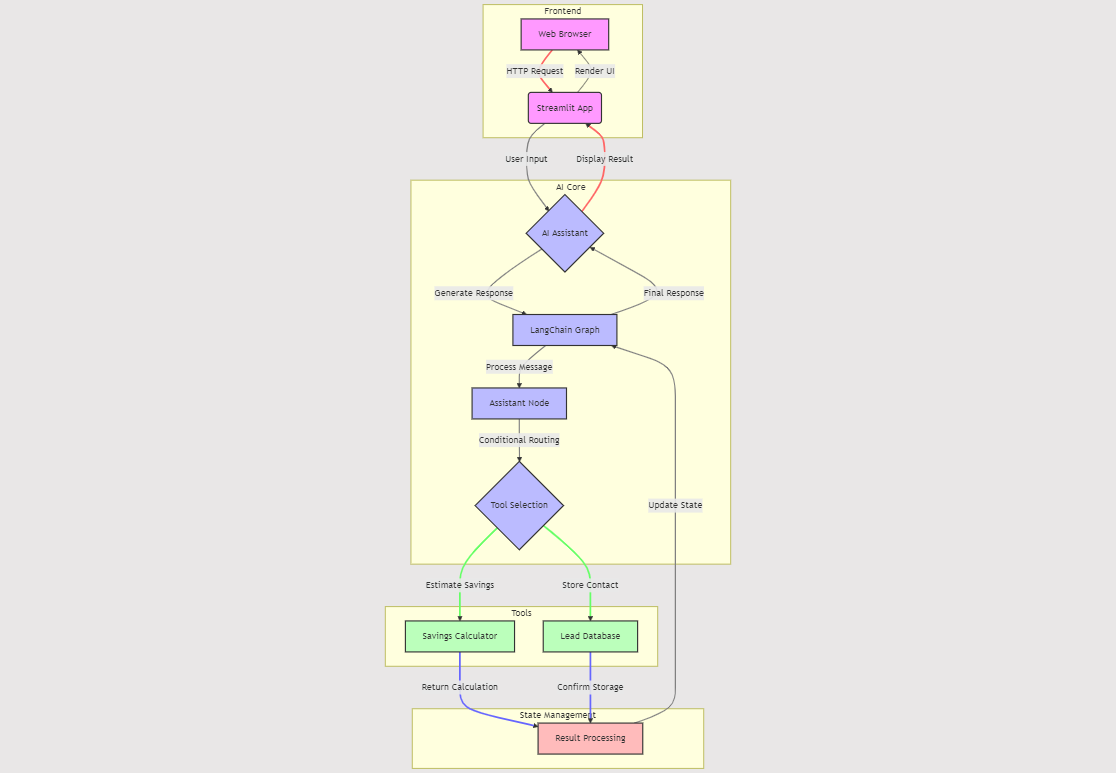 Frontend
Web Browser
HTTP Request
Render UI
Streamlit App
User Input
Display Result
AI Core
AI Assistant
Generate Response
Final Response
LangChain Graph
Process Message
Assistant Node
Conditional Routing
Tool Selection
Update State
Estimate Savings
Store Contact
Tools
Savings Calculator
Lead Database
Return Calculation
Confirm Storage
State Management
Result Processing